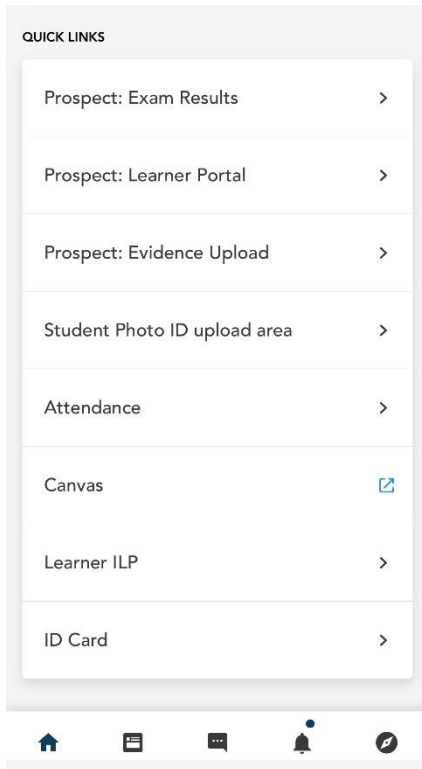 QUICK LINKS
Prospect: Exam Results
Prospect: Learner Portal
Prospect: Evidence Upload
Student Photo ID upload area
Attendance
Canvas
Learner ILP
ID Card